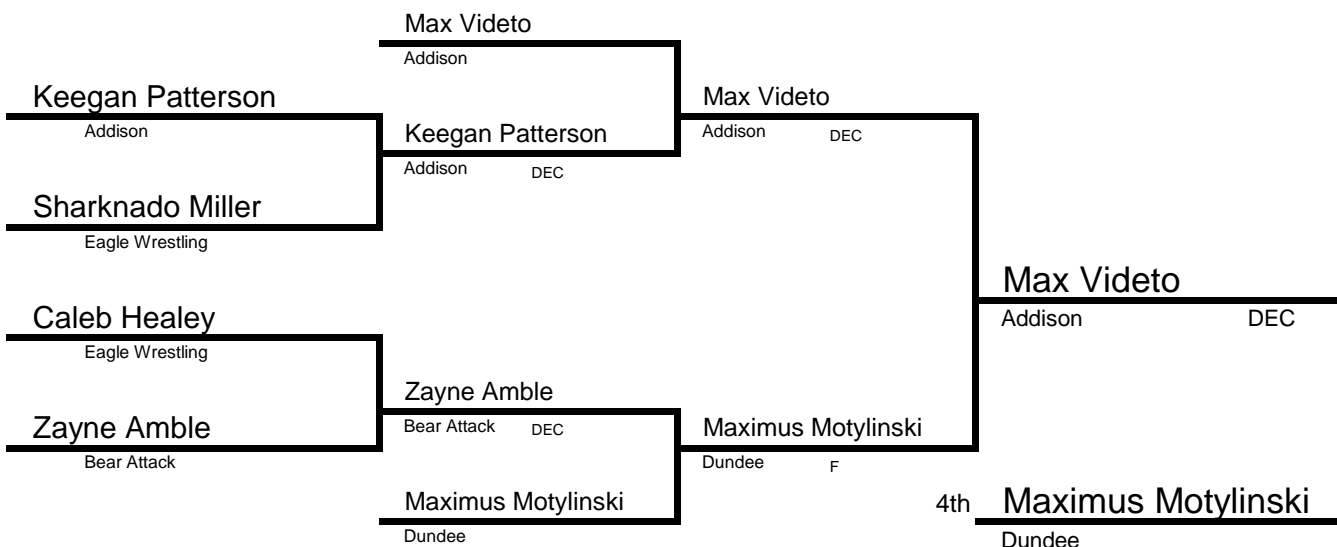 Max Videto
Addison
Keegan Patterson
Addison
Max Videto
Addison DEC
Keegan Patterson
Addison DEC
Sharknado Miller
Eagle Wrestling
Max Videto
Addison DEC
Caleb Healey
Eagle Wrestling
Zayne Amble
Bear Attack DEC
Zayne Amble
Bear Attack
Maximus Motylinski
Dundee F
Maximus Motylinski
Dundee
4th Maximus Motylinski
Dundee